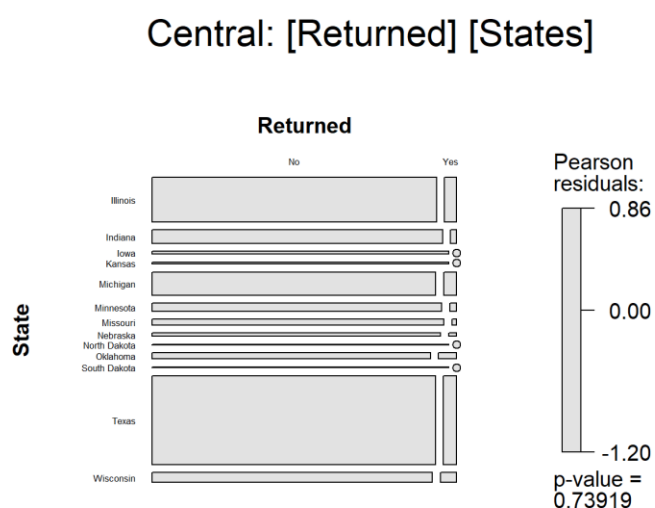 Central: [Returned] [States]
Returned
No Yes
Pearson
residuals:
0.86
0.00
-1.20
p-value =
0.73919
State
Illinois
Indiana
Iowa
Kansas
Michigan
Minnesota
Missouri
Nebraska
North Dakota
Oklahoma
South Dakota
Texas
Wisconsin